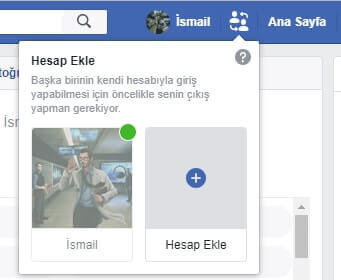 İsmail
Ana Sayfa
Hesap Ekle
?
Başka birinin kendi hesabıyla giriş
yapabilmesi için öncelikle senin çıkış
yapman gerekiyor.
İsmail
Hesap Ekle